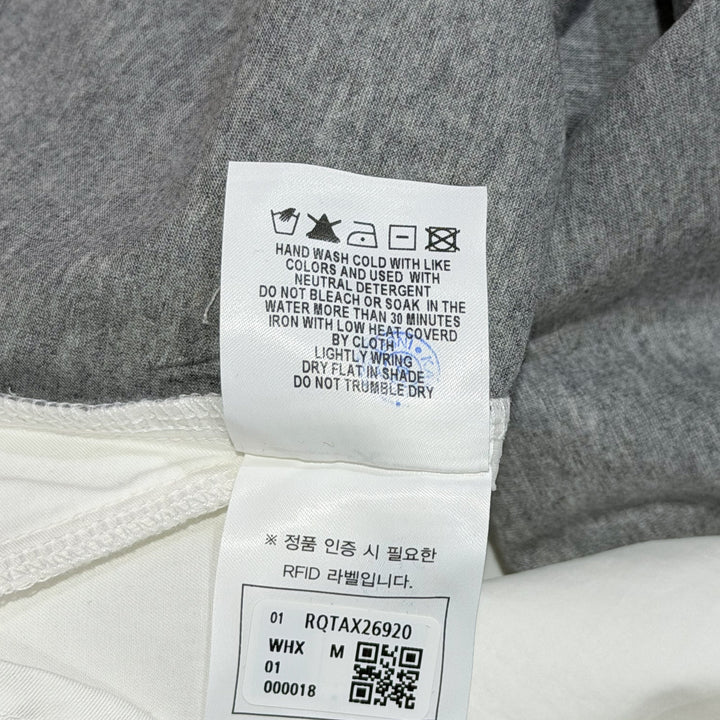 HAND WASH COLD WITH LIKE
COLORS AND USED WITH
NEUTRAL DETERGENT
DO NOT BLEACH OR SOAK IN THE
WATER MORE THAN 30 MINUTES
IRON WITH LOW HEAT COVERD
BY CLOTH
LIGHTLY WRING
DRY FLAT IN SHADE
DO NOT TRUMBLE DRY
※ 정품 인증 시 필요한
RFID 라벨입니다.
01 RQTAX26920
WHX M
01
000018